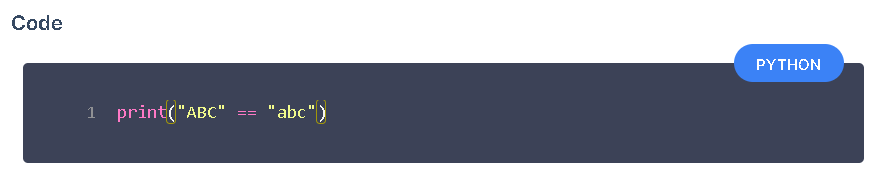 Code
PYTHON
1 print("ABC" == "abc")